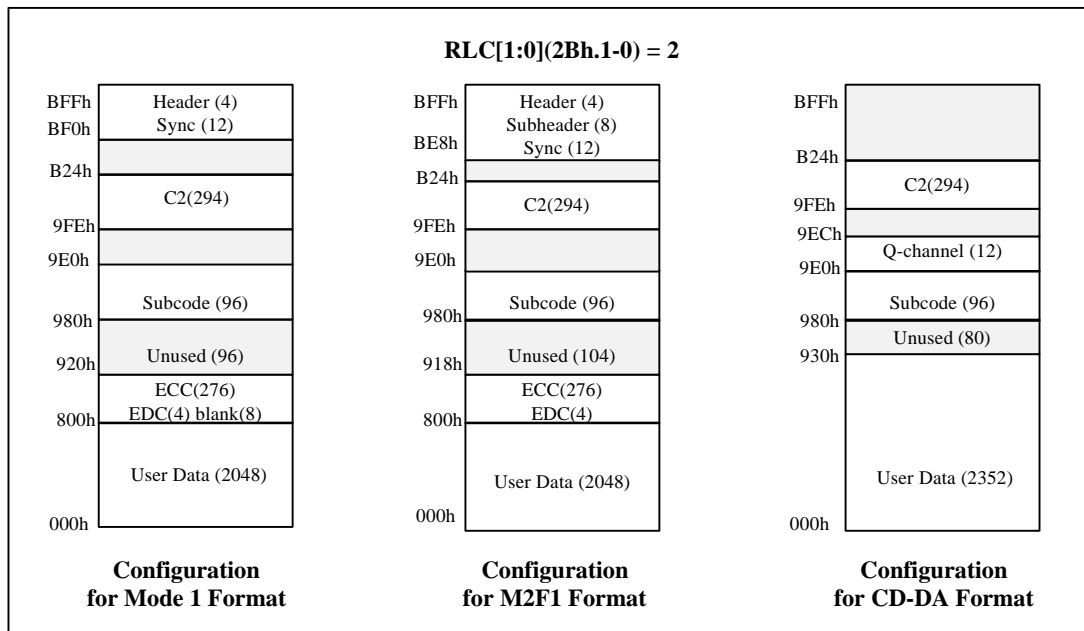 RLC[1:0](2Bh.1-0) = 2
BFFh
Header (4)
BF0h
Sync (12)
B24h
C2(294)
9FEh
9E0h
Subcode (96)
980h
Unused (96)
920h
ECC(276)
EDC(4) blank(8)
800h
User Data (2048)
000h
Configuration
for Mode 1 Format
BFFh
Header (4)
Subheader (8)
BE8h
Sync (12)
B24h
C2(294)
9FEh
9E0h
Subcode (96)
980h
Unused (104)
918h
ECC(276)
EDC(4)
800h
User Data (2048)
000h
Configuration
for M2F1 Format
BFFh
B24h
C2(294)
9FEh
9ECh
Q-channel (12)
9E0h
Subcode (96)
980h
Unused (80)
930h
User Data (2352)
000h
Configuration
for CD-DA Format